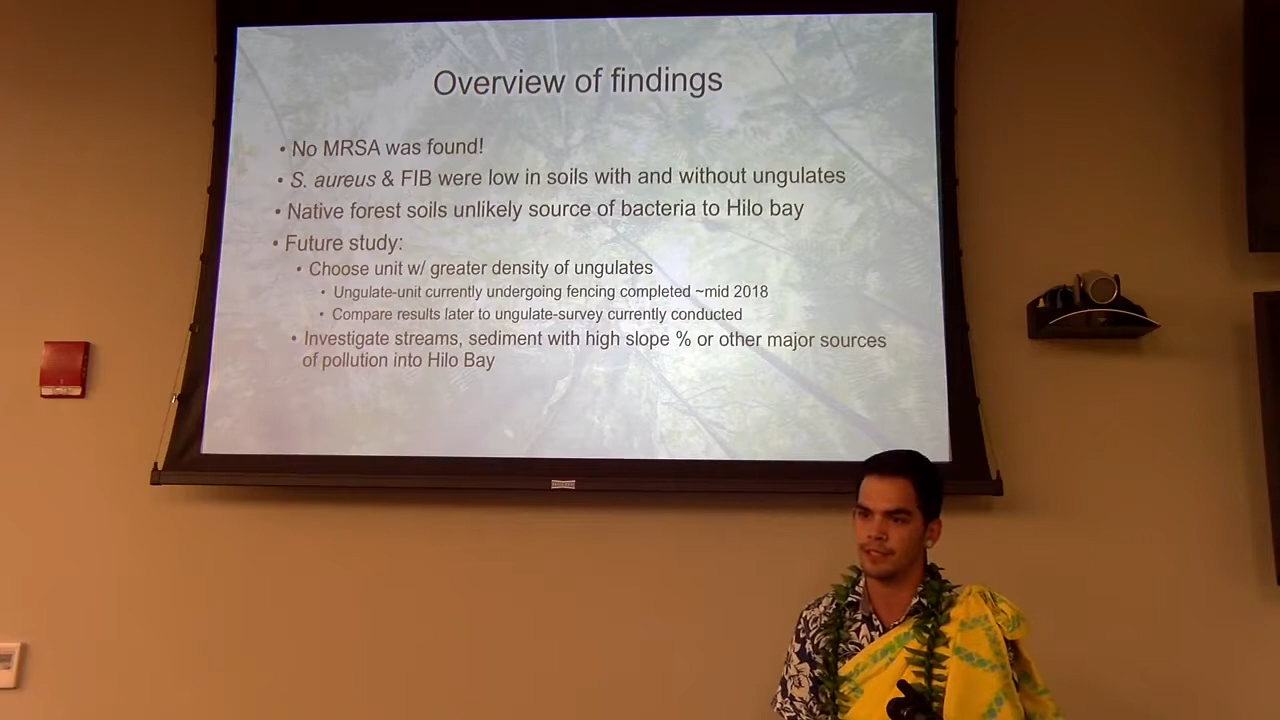 Overview of findings
• No MRSA was found!
• S. aureus & FIB were low in soils with and without ungulates
• Native forest soils unlikely source of bacteria to Hilo bay
• Future study:
• Choose unit w/ greater density of ungulates
• Ungulate-unit currently undergoing fencing completed ~mid 2018
• Compare results later to ungulate-survey currently conducted
• Investigate streams, sediment with high slope % or other major sources
of pollution into Hilo Bay